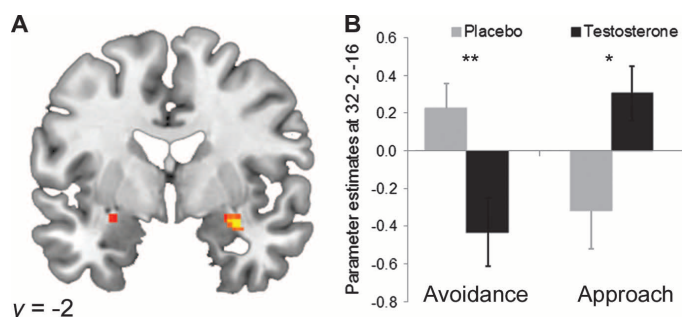 A
y = -2
B
Placebo Testosterone
** *
Parameter estimates at 32 -2 -16
0.6
0.4
0.2
0.0
-0.2
-0.4
-0.6
-0.8
Avoidance Approach